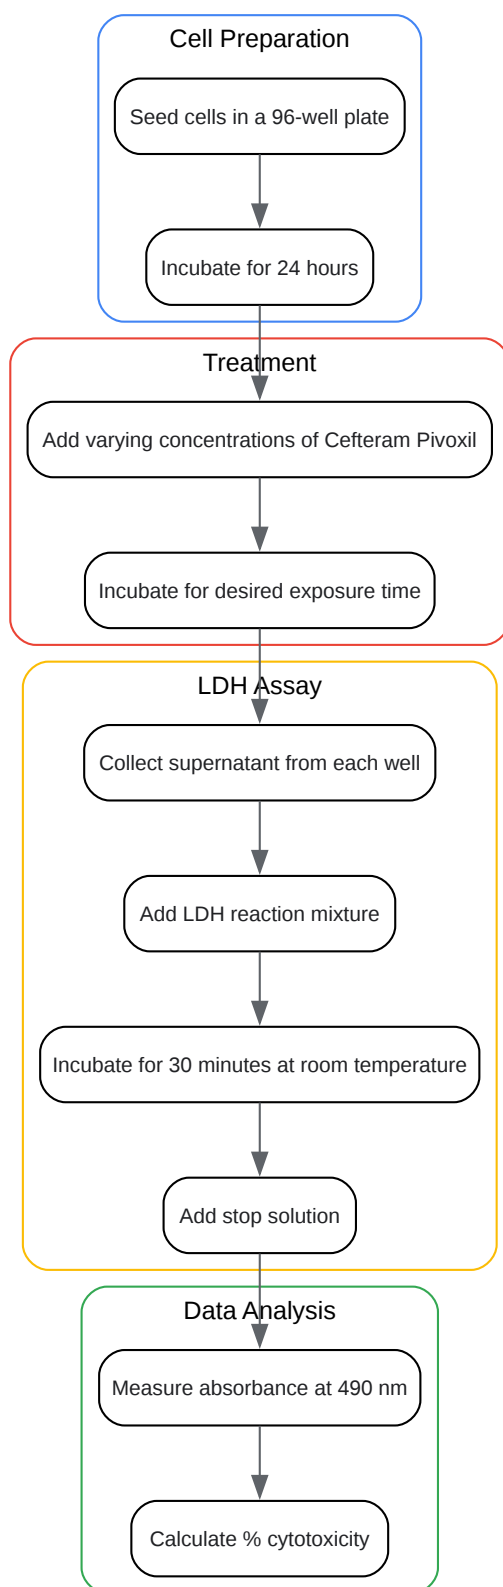 Cell Preparation
Seed cells in a 96-well plate
Incubate for 24 hours
Treatment
Add varying concentrations of Cefteram Pivoxil
Incubate for desired exposure time
LDH Assay
Collect supernatant from each well
Add LDH reaction mixture
Incubate for 30 minutes at room temperature
Add stop solution
Data Analysis
Measure absorbance at 490 nm
Calculate % cytotoxicity